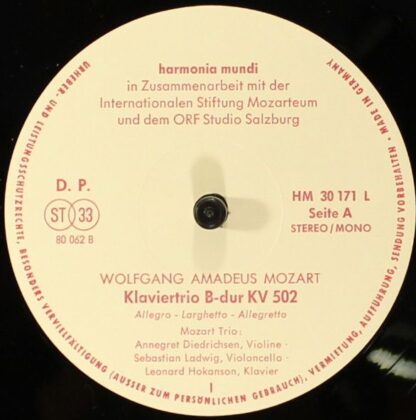 harmonia mundi
in Zusammenarbeit mit der
Internationalen Stiftung Mozarteum
und dem ORF Studio Salzburg
D. P.
ST 33
80 062 B
HM 30 171 L
Seite A
STEREO/MONO
WOLFGANG AMADEUS MOZART
Klaviertrio B-dur KV 502
Allegro - Larghetto - Allegretto
Mozart Trio:
Annegret Diedrichsen, Violine ·
Sebastian Ladwig, Violoncello ·
Leonard Hokanson, Klavier
I
URHEBER- UND LEISTUNGSSCHUTZRECHTE, BESONDERS VERVIELFÄLTIGUNG (AUSSER ZUM PERSÖNLICHEN GEBRAUCH), VERMIETUNG, AUFFÜHRUNG, SENDUNG VORBEHALTEN • MADE IN GERMANY